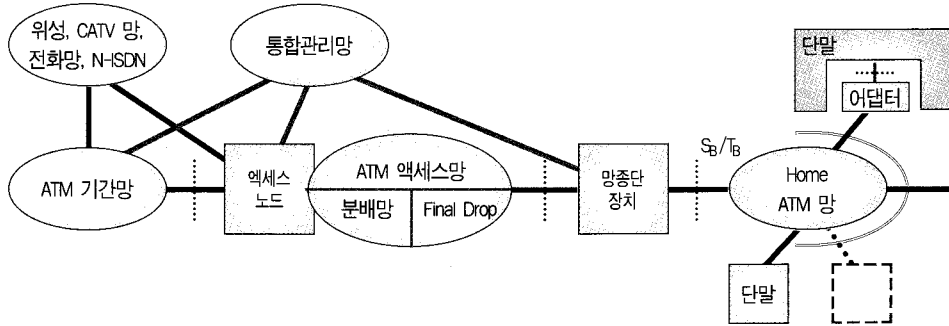 위성, CATV 망,
전화망, N-ISDN
통합관리망
단말
어댑터
ATM 기간망
엑세스
노드
ATM 액세스망
분배망
Final Drop
망종단
장치
S_B/T_B
Home
ATM 망
단말